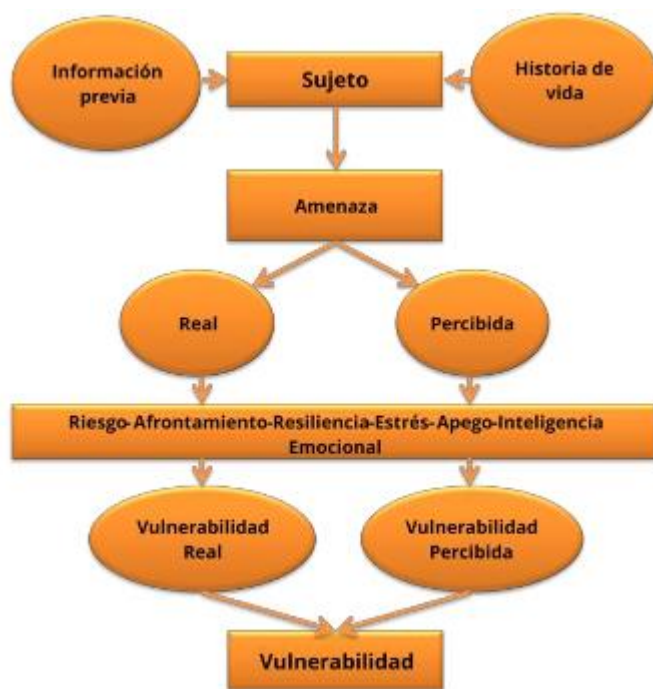 Información
previa
Sujeto
Historia de
vida
Amenaza
Real
Percibida
Riesgo-Afrontamiento-Resiliencia-Estrés-Apego-Inteligencia
Emocional
Vulnerabilidad
Real
Vulnerabilidad
Percibida
Vulnerabilidad